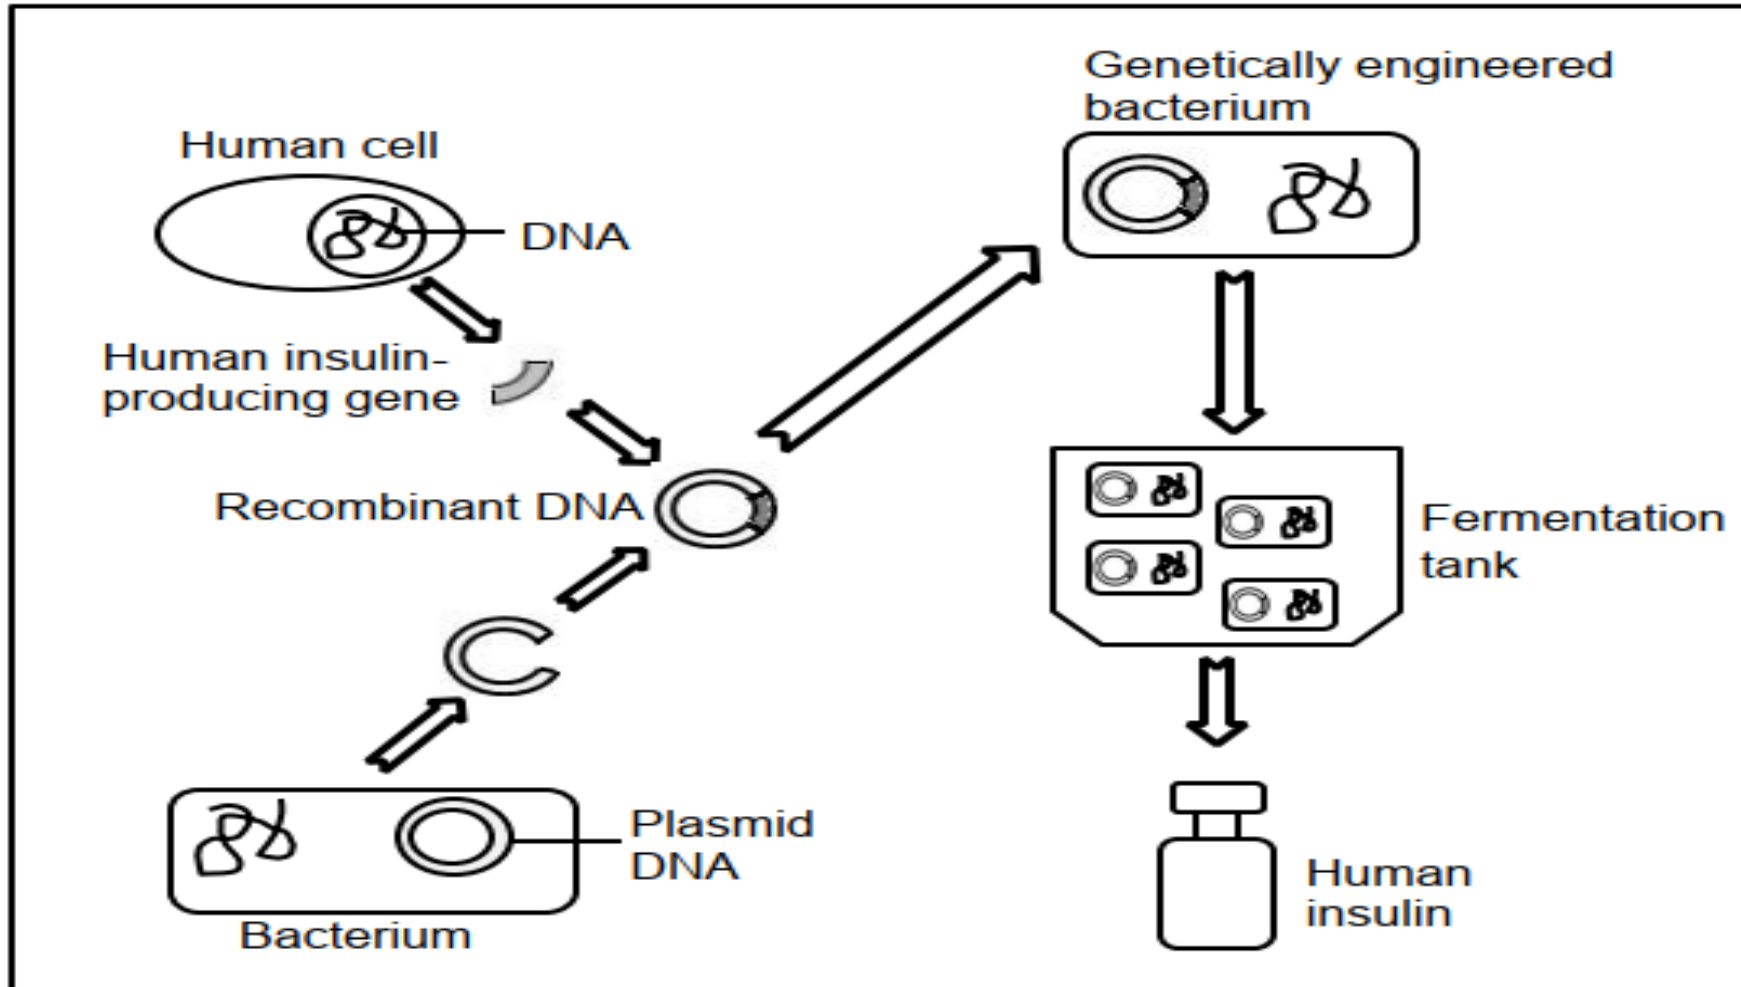 Human cell
DNA
Human insulin-
producing gene
Recombinant DNA
Plasmid
DNA
Bacterium
Genetically engineered
bacterium
Fermentation
tank
Human
insulin